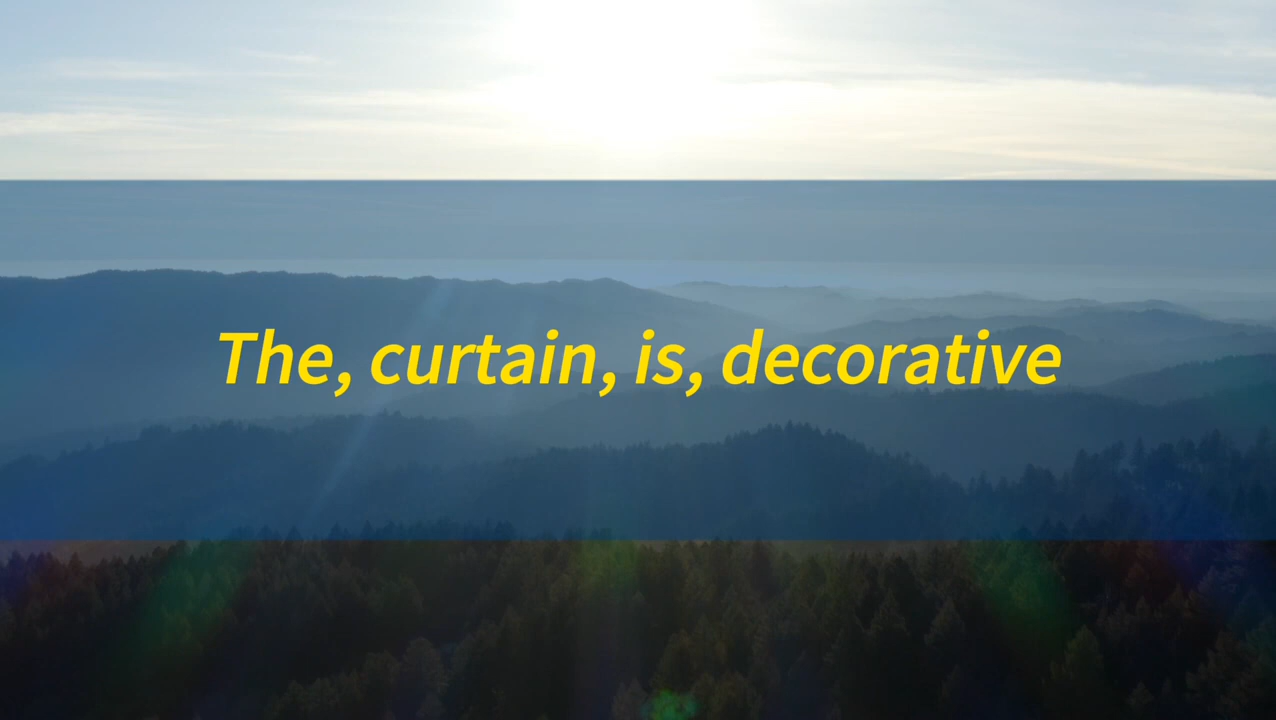 The, curtain, is, decorative